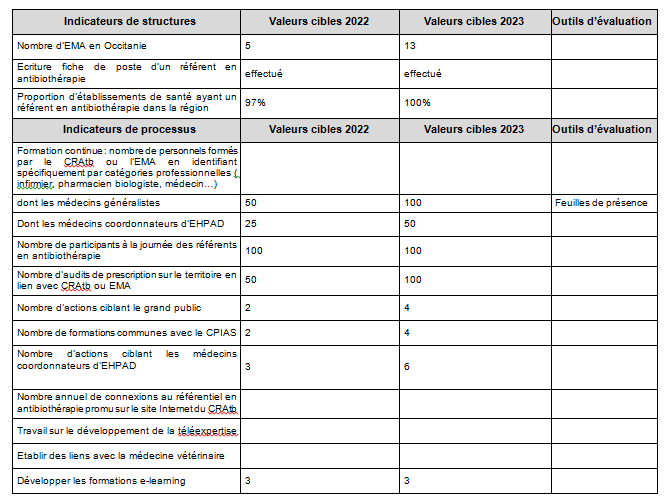 Indicateurs de structures Valeurs cibles 2022 Valeurs cibles 2023 Outils d’évaluation
Nombre d’EMA en Occitanie 5 13
Ecriture fiche de poste d’un référent en
antibiothérapie effectué effectué
Proportion d’établissements de santé ayant un
référent en antibiothérapie dans la région 97% 100%
Indicateurs de processus Valeurs cibles 2022 Valeurs cibles 2023 Outils d’évaluation
Formation continue : nombre de personnels formés
par le CRAtb ou l’EMA en identifiant
spécifiquement par catégories professionnelles (
infirmier, pharmacien biologiste, médecin…)
dont les médecins généralistes 50 100 Feuilles de présence
Dont les médecins coordonnateurs d’EHPAD 25 50
Nombre de participants à la journée des référents
en antibiothérapie 100 100
Nombre d’audits de prescription sur le territoire en
lien avec CRAtb ou EMA 50 100
Nombre d’actions ciblant le grand public 2 4
Nombre de formations communes avec le CPIAS 2 4
Nombre d’actions ciblant les médecins
coordonnateurs d’EHPAD 3 6
Nombre annuel de connexions au référentiel en
antibiothérapie promu sur le site Internet du CRAtb
Travail sur le développement de la téléexpertise
Etablir des liens avec la médecine vétérinaire
Développer les formations e-learning 3 3